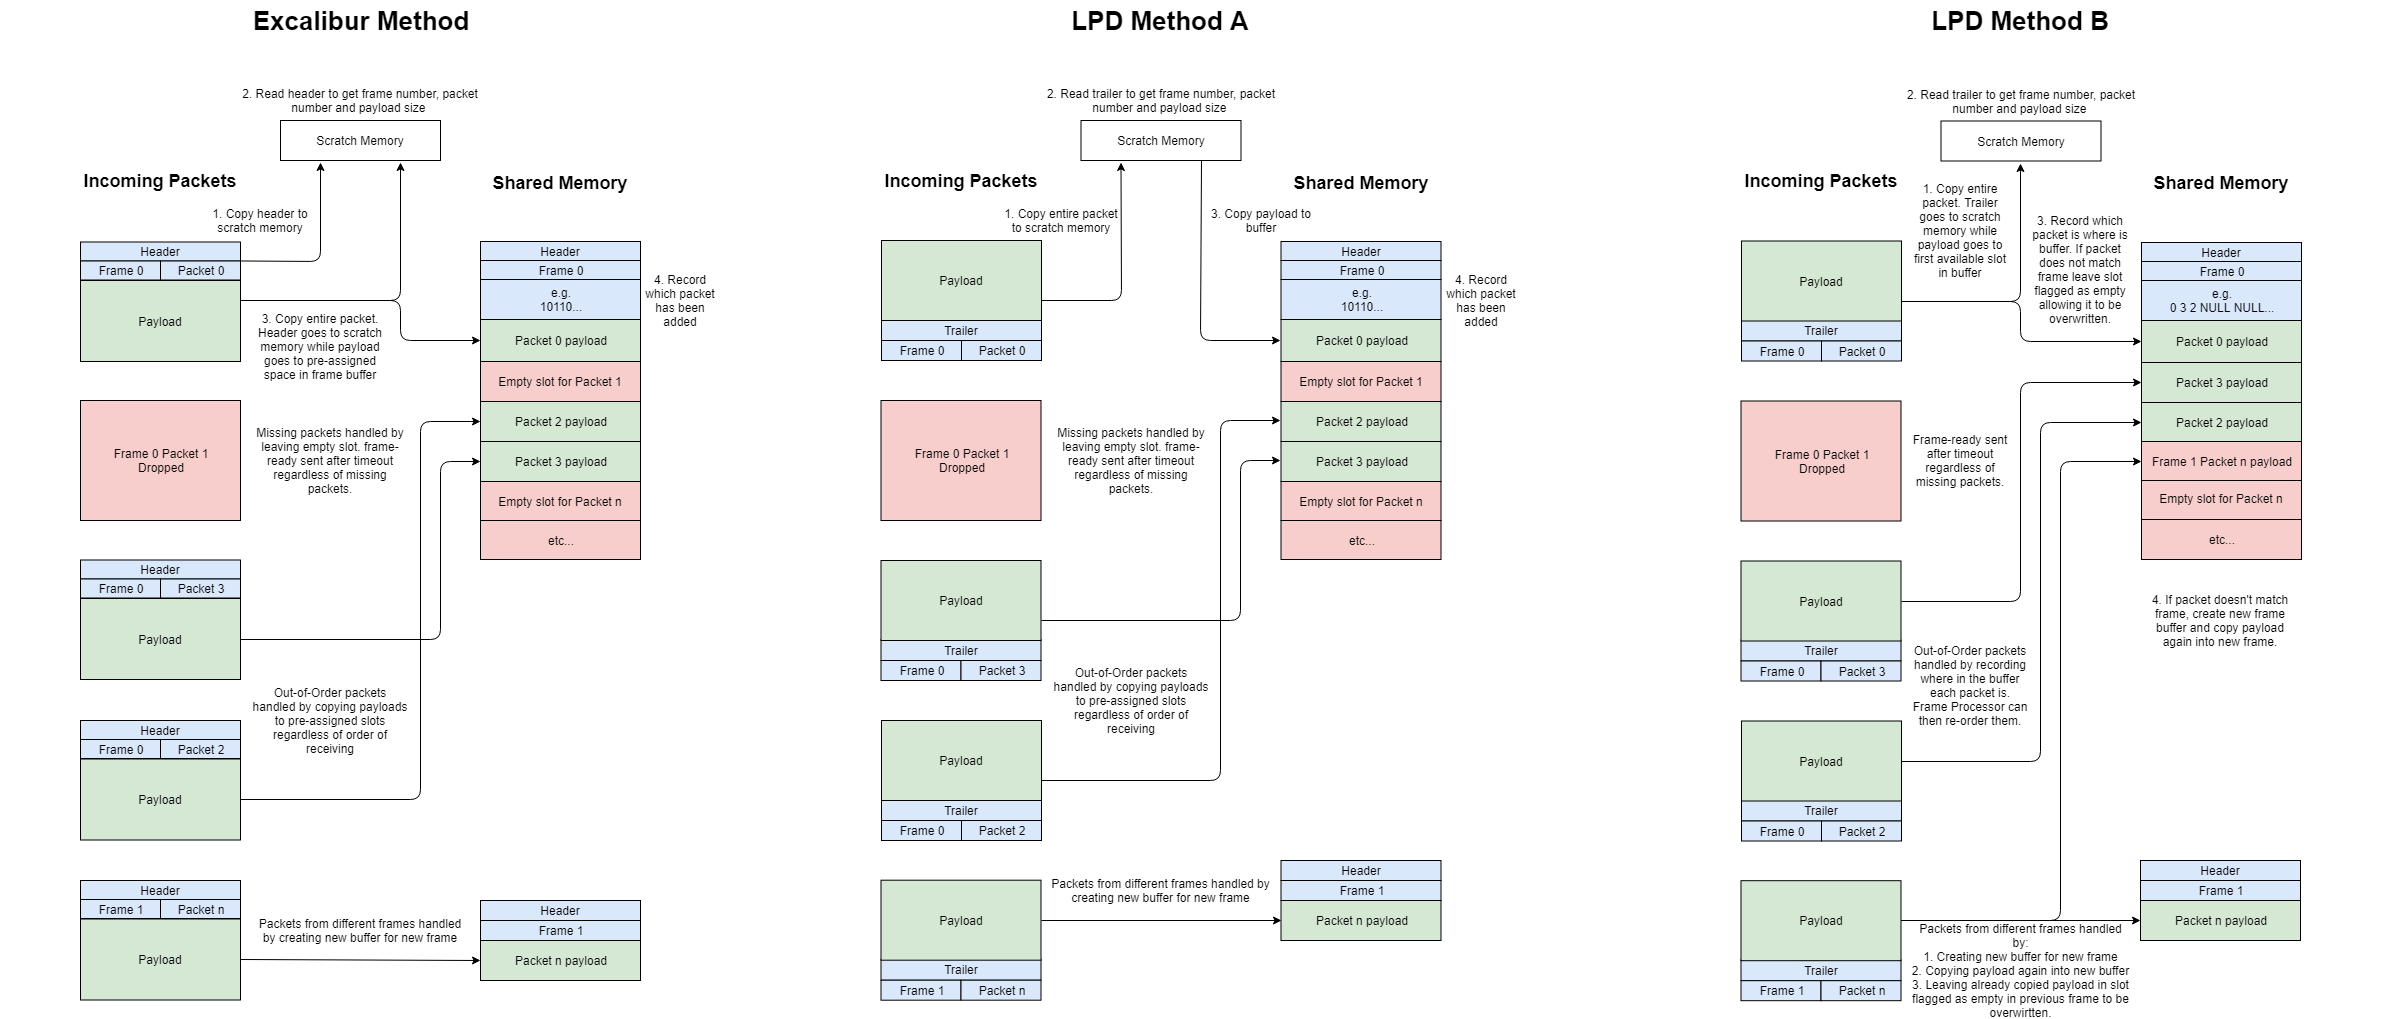 Excalibur Method
2. Read header to get frame number, packet
number and payload size
Scratch Memory
Incoming Packets
Shared Memory
1. Copy header to
scratch memory
Header
Frame 0
Packet 0
Payload
3. Copy entire packet.
Header goes to scratch
memory while payload
goes to pre-assigned
space in frame buffer
Header
Frame 0
e.g.
10110...
Packet 0 payload
Empty slot for Packet 1
Packet 2 payload
Packet 3 payload
Empty slot for Packet n
etc...
4. Record
which packet
has been
added
Frame 0 Packet 1
Dropped
Missing packets handled by
leaving empty slot. frame-
ready sent after timeout
regardless of missing
packets.
Header
Frame 0
Packet 3
Payload
Out-of-Order packets
handled by copying payloads
to pre-assigned slots
regardless of order of
receiving
Header
Frame 0
Packet 2
Payload
Header
Frame 1
Packet n
Payload
Packets from different frames handled
by creating new buffer for new frame
Header
Frame 1
Packet n payload
LPD Method A
2. Read trailer to get frame number, packet
number and payload size
Scratch Memory
Incoming Packets
Shared Memory
1. Copy entire packet
to scratch memory
3. Copy payload to
buffer
Payload
Trailer
Frame 0
Packet 0
Header
Frame 0
e.g.
10110...
Packet 0 payload
Empty slot for Packet 1
Packet 2 payload
Packet 3 payload
Empty slot for Packet n
etc...
4. Record
which packet
has been
added
Frame 0 Packet 1
Dropped
Missing packets handled by
leaving empty slot. frame-
ready sent after timeout
regardless of missing
packets.
Payload
Trailer
Frame 0
Packet 3
Out-of-Order packets
handled by copying payloads
to pre-assigned slots
regardless of order of
receiving
Payload
Trailer
Frame 0
Packet 2
Payload
Trailer
Frame 1
Packet n
Packets from different frames handled by
creating new buffer for new frame
Header
Frame 1
Packet n payload
LPD Method B
2. Read trailer to get frame number, packet
number and payload size
Scratch Memory
Incoming Packets
Shared Memory
1. Copy entire
packet. Trailer
goes to scratch
memory while
payload goes to
first available slot
in buffer
3. Record which
packet is where is
buffer. If packet
does not match
frame leave slot
flagged as empty
allowing it to be
overwritten.
Payload
Trailer
Frame 0
Packet 0
Header
Frame 0
e.g.
0 3 2 NULL NULL...
Packet 0 payload
Packet 3 payload
Packet 2 payload
Frame 1 Packet n payload
Empty slot for Packet n
etc...
Frame 0 Packet 1
Dropped
Frame-ready sent
after timeout
regardless of
missing packets.
4. If packet doesn't match
frame, create new frame
buffer and copy payload
again into new frame.
Payload
Trailer
Frame 0
Packet 3
Out-of-Order packets
handled by recording
where in the buffer
each packet is.
Frame Processor can
then re-order them.
Payload
Trailer
Frame 0
Packet 2
Payload
Trailer
Frame 1
Packet n
Packets from different frames handled
by:
1. Creating new buffer for new frame
2. Copying payload again into new buffer
3. Leaving already copied payload in slot
flagged as empty in previous frame to be
overwirtten.
Header
Frame 1
Packet n payload